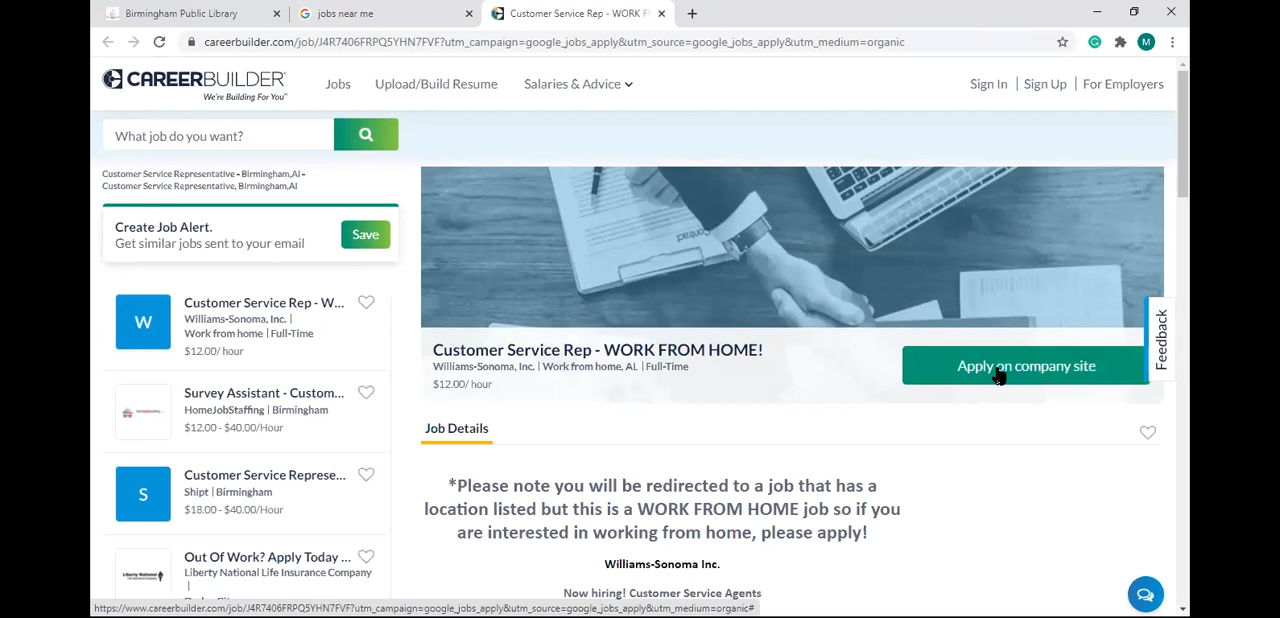 Birmingham Public Library
jobs near me
Customer Service Rep - WORK F
careerbuilder.com/job/J4R7406FRPQ5YHN7FVF?utm_campaign=google_jobs_apply&utm_source=google_jobs_apply&utm_medium=organic
M
CAREERBUILDER
We're Building For You™
Jobs
Upload/Build Resume
Salaries & Advice
Sign In
Sign Up
For Employers
What job do you want?
Customer Service Representative - Birmingham,Al -
Customer Service Representative, Birmingham,Al
Create Job Alert.
Get similar jobs sent to your email
Save
W
Customer Service Rep - W...
Williams-Sonoma, Inc. |
Work from home | Full-Time
$12.00/ hour
Survey Assistant - Custom...
HomeJobStaffing | Birmingham
$12.00 - $40.00/Hour
S
Customer Service Represe...
Shipt | Birmingham
$18.00 - $40.00/Hour
Liberty National
Out Of Work? Apply Today ...
Liberty National Life Insurance Company
|
Contract
Customer Service Rep - WORK FROM HOME!
Williams-Sonoma, Inc. | Work from home, AL | Full-Time
$12.00/ hour
Apply on company site
Feedback
Job Details
*Please note you will be redirected to a job that has a
location listed but this is a WORK FROM HOME job so if you
are interested in working from home, please apply!
Williams-Sonoma Inc.
Now hiring! Customer Service Agents
https://www.careerbuilder.com/job/J4R7406FRPQ5YHN7FVF?utm_campaign=google_jobs_apply&utm_source=google_jobs_apply&utm_medium=organic#